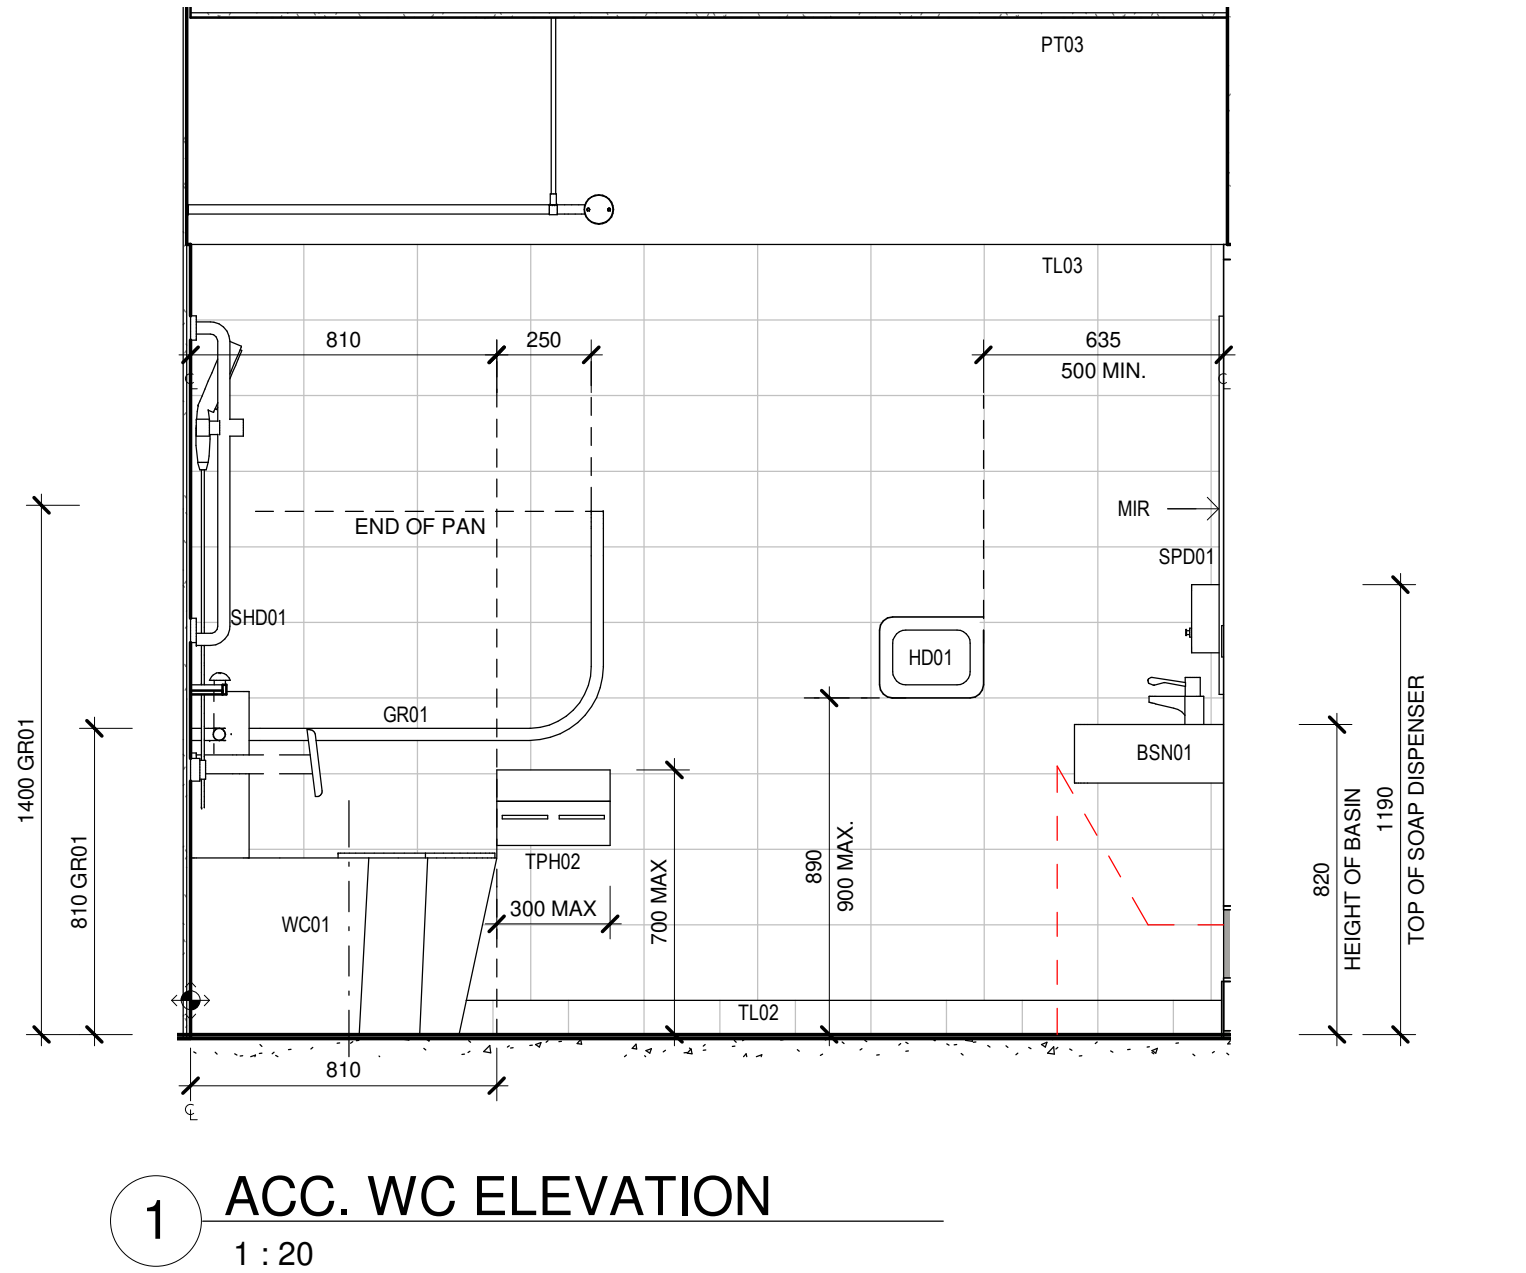 PT03
TL03
810
250
635
500 MIN.
MIR
END OF PAN
SPD01
SHD01
HD01
GR01
BSN01
1400 GR01
810 GR01
TPH02
300 MAX
700 MAX
890
900 MAX.
WC01
TL02
820
HEIGHT OF BASIN
1190
TOP OF SOAP DISPENSER
810
1
ACC. WC ELEVATION
1 : 20